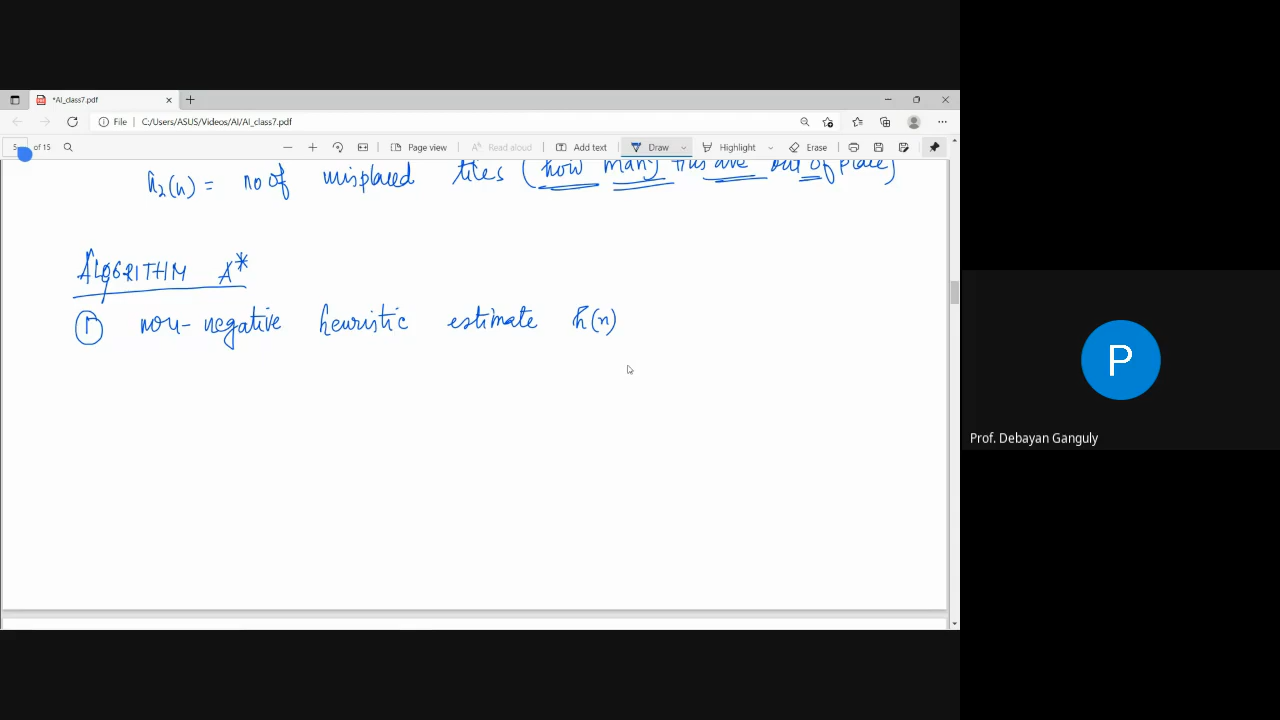 *AI_class7.pdf
File C:/Users/ASUS/Videos/AI/AI_class7.pdf
5 of 15 Page view Read aloud Add text Draw Highlight Erase
h2(n) = no of misplaced tiles (how many tiles are out of place)
ALGORITHM A*
1 non-negative heuristic estimate h(n)
P
Prof. Debayan Ganguly